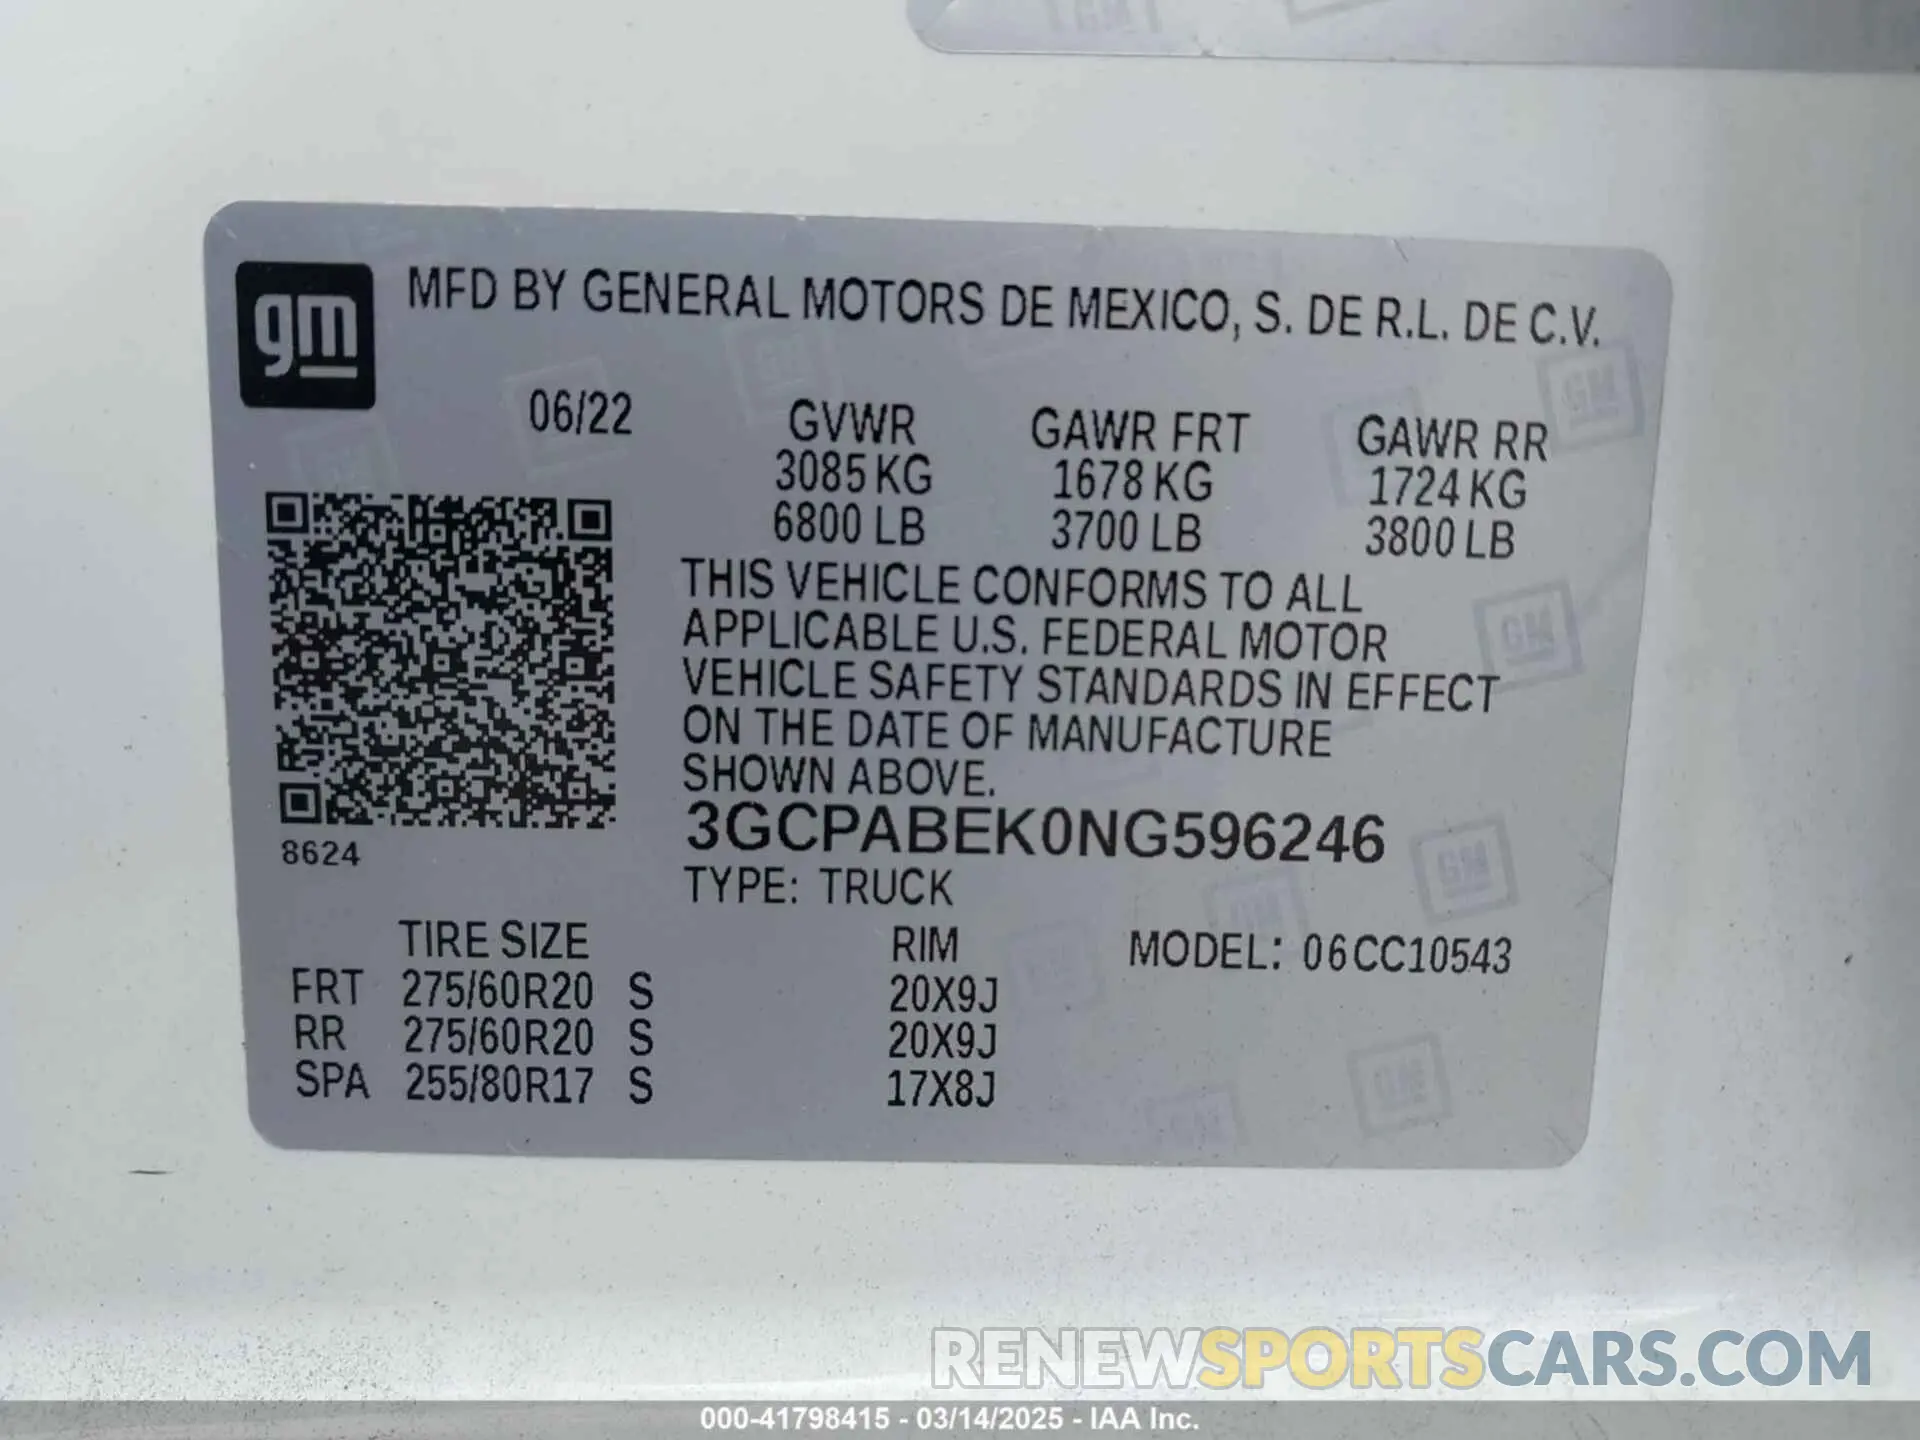 gm
MFD BY GENERAL MOTORS DE MEXICO, S. DE R.L. DE C.V.
06/22
GVWR GAWR FRT GAWR RR
3085 KG 1678 KG 1724 KG
6800 LB 3700 LB 3800 LB
THIS VEHICLE CONFORMS TO ALL
APPLICABLE U.S. FEDERAL MOTOR
VEHICLE SAFETY STANDARDS IN EFFECT
ON THE DATE OF MANUFACTURE
SHOWN ABOVE.
3GCPABEK0NG596246
8624
TYPE: TRUCK
TIRE SIZE RIM MODEL: 06CC10543
FRT 275/60R20 S 20X9J
RR 275/60R20 S 20X9J
SPA 255/80R17 S 17X8J
RENEWSPORTSCARS.COM
000-41798415 - 03/14/2025 - IAA Inc.